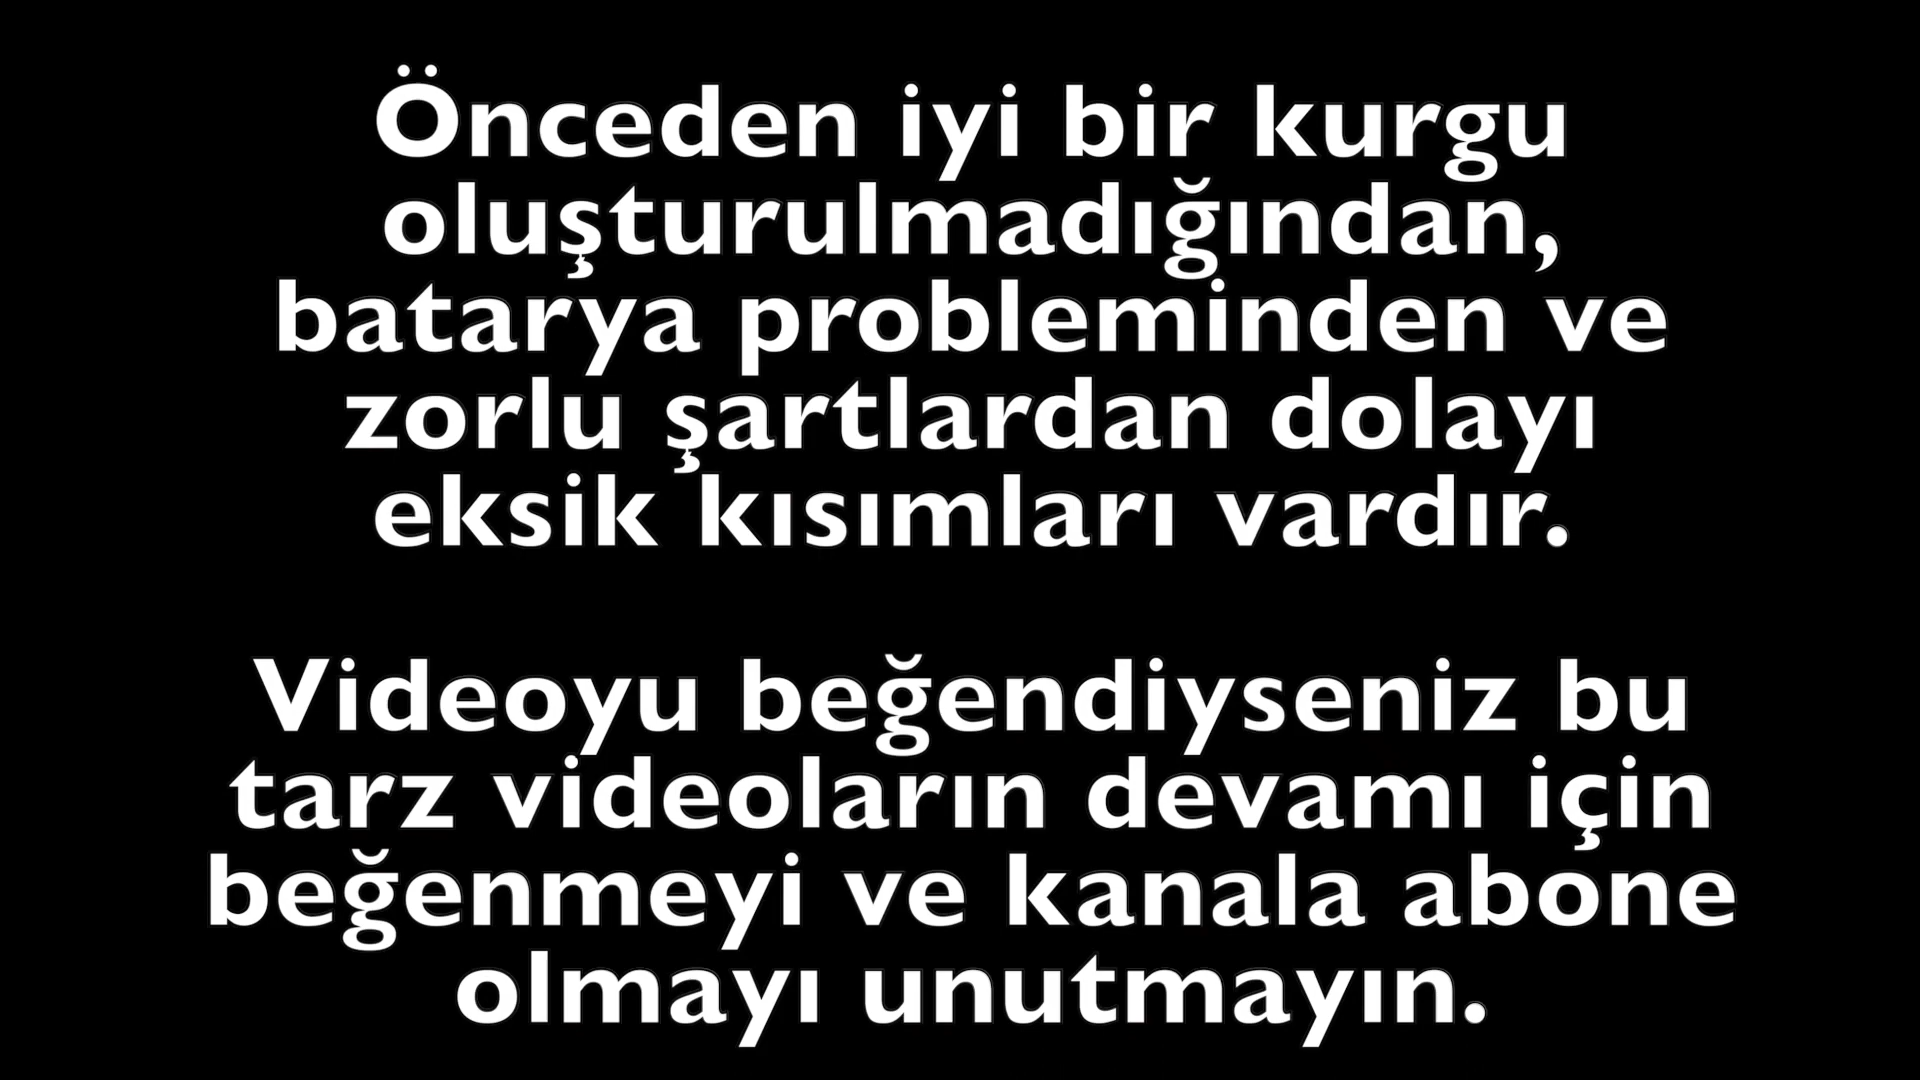 Önceden iyi bir kurgu
oluşturulmadığından,
batarya probleminden ve
zorlu şartlardan dolayı
eksik kısımları vardır.
Videoyu beğendiyseniz bu
tarz videoların devamı için
beğenmeyi ve kanala abone
olmayı unutmayın.